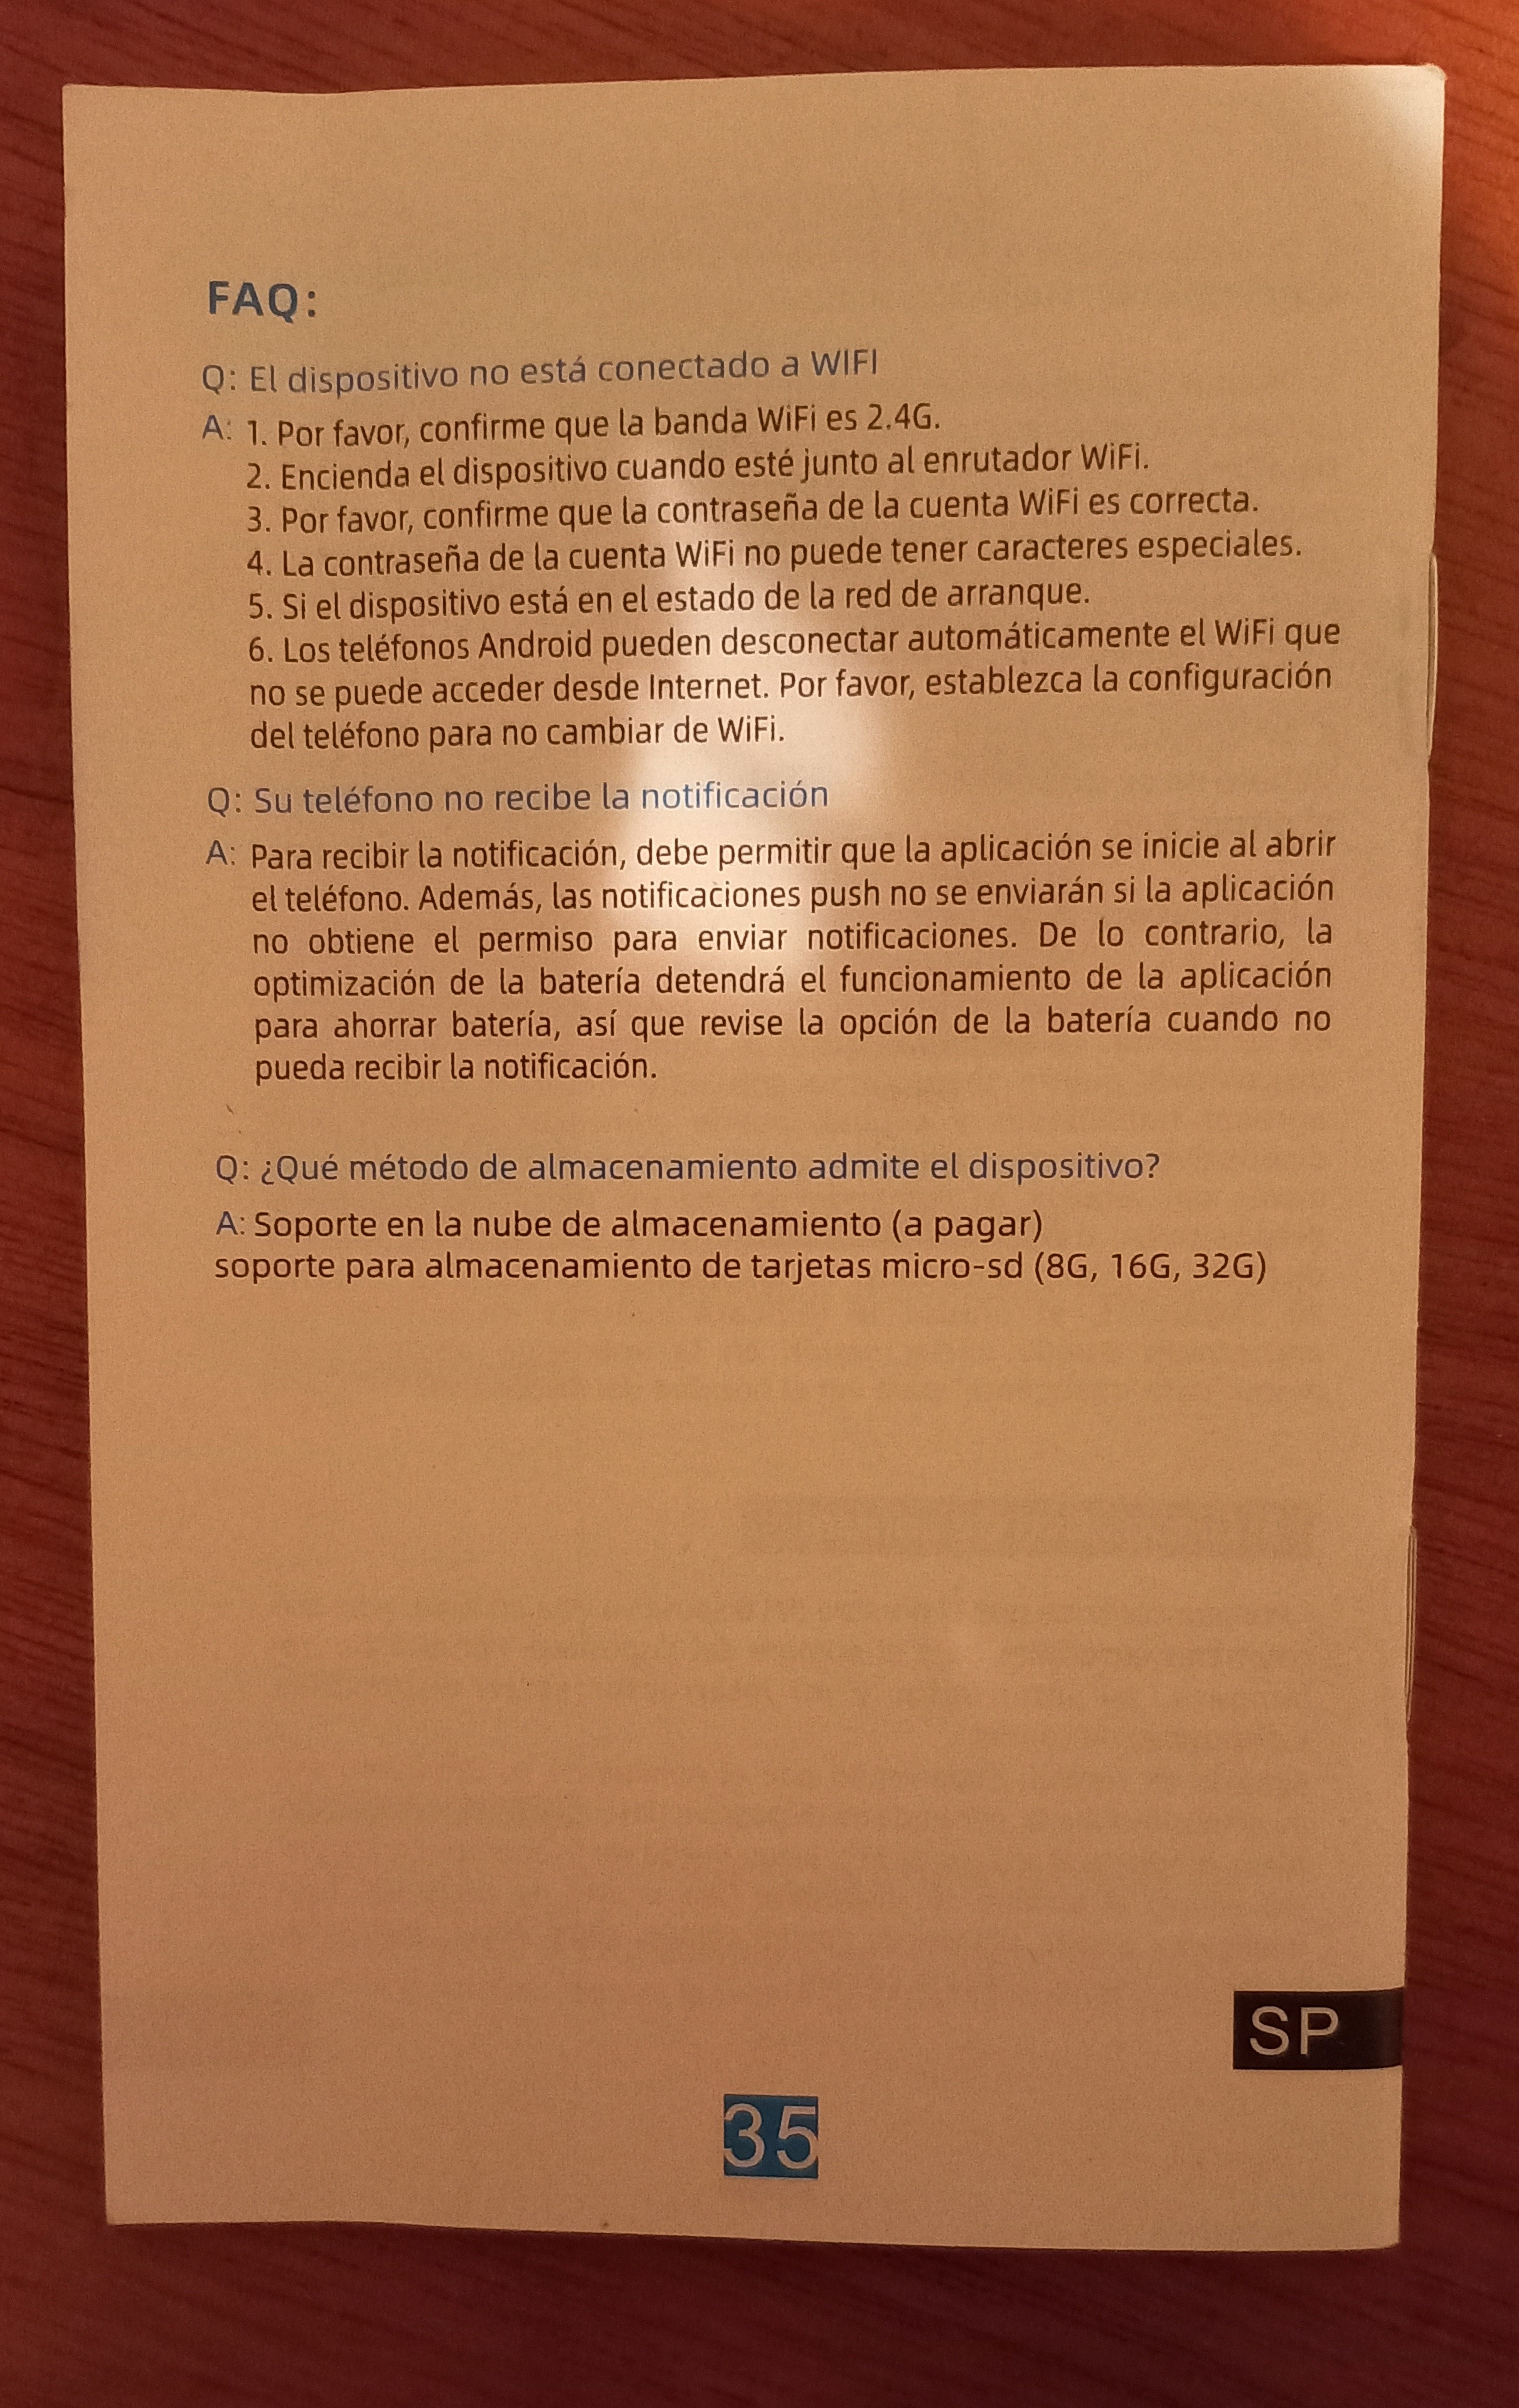 FAQ:
Q: El dispositivo no está conectado a WIFI
A: 1. Por favor, confirme que la banda WiFi es 2.4G.
2. Encienda el dispositivo cuando esté junto al enrutador WiFi.
3. Por favor, confirme que la contraseña de la cuenta WiFi es correcta.
4. La contraseña de la cuenta WiFi no puede tener caracteres especiales.
5. Si el dispositivo está en el estado de la red de arranque.
6. Los teléfonos Android pueden desconectar automáticamente el WiFi que
no se puede acceder desde Internet. Por favor, establezca la configuración
del teléfono para no cambiar de WiFi.
Q: Su teléfono no recibe la notificación
A: Para recibir la notificación, debe permitir que la aplicación se inicie al abrir
el teléfono. Además, las notificaciones push no se enviarán si la aplicación
no obtiene el permiso para enviar notificaciones. De lo contrario, la
optimización de la batería detendrá el funcionamiento de la aplicación
para ahorrar batería, así que revise la opción de la batería cuando no
pueda recibir la notificación.
Q: ¿Qué método de almacenamiento admite el dispositivo?
A: Soporte en la nube de almacenamiento (a pagar)
soporte para almacenamiento de tarjetas micro-sd (8G, 16G, 32G)
SP
35